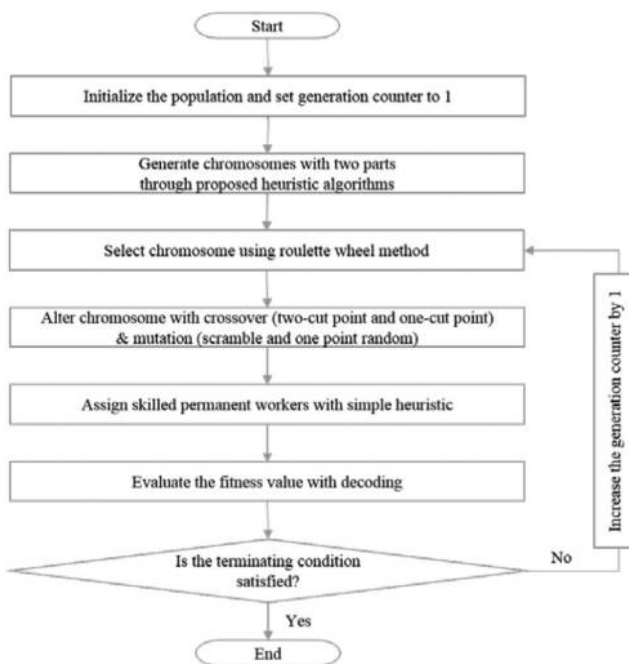 Start
Initialize the population and set generation counter to 1
Generate chromosomes with two parts
through proposed heuristic algorithms
Select chromosome using roulette wheel method
Alter chromosome with crossover (two-cut point and one-cut point)
& mutation (scramble and one point random)
Assign skilled permanent workers with simple heuristic
Evaluate the fitness value with decoding
Is the terminating condition
satisfied?
No
Increase the generation counter by 1
Yes
End